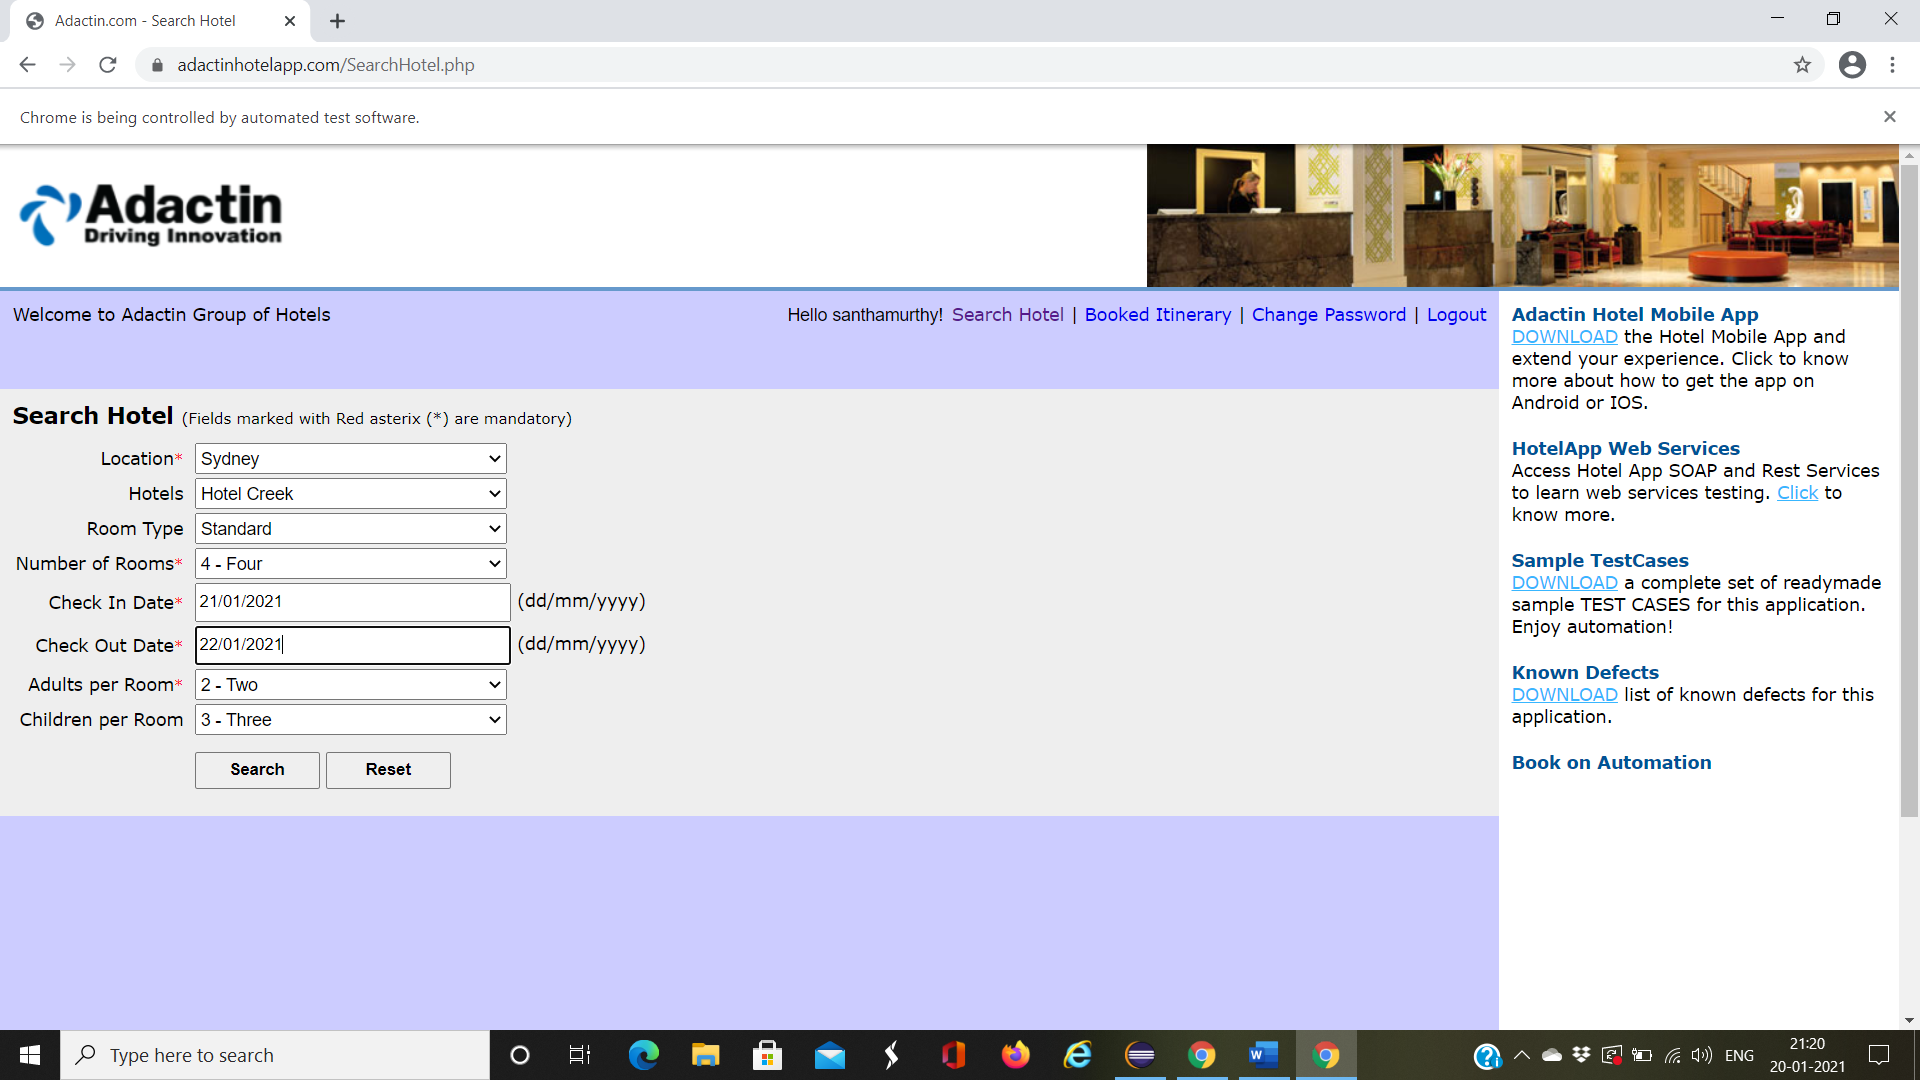 Adactin.com - Search Hotel
adactinhotelapp.com/SearchHotel.php
Chrome is being controlled by automated test software.
Adactin
Driving Innovation
Welcome to Adactin Group of Hotels
Hello santhamurthy! Search Hotel | Booked Itinerary | Change Password | Logout
Search Hotel (Fields marked with Red asterix (*) are mandatory)
Location* Sydney
Hotels Hotel Creek
Room Type Standard
Number of Rooms* 4 - Four
Check In Date* 21/01/2021 (dd/mm/yyyy)
Check Out Date* 22/01/2021 (dd/mm/yyyy)
Adults per Room* 2 - Two
Children per Room 3 - Three
Search Reset
Adactin Hotel Mobile App
DOWNLOAD the Hotel Mobile App and
extend your experience. Click to know
more about how to get the app on
Android or IOS.
HotelApp Web Services
Access Hotel App SOAP and Rest Services
to learn web services testing. Click to
know more.
Sample TestCases
DOWNLOAD a complete set of readymade
sample TEST CASES for this application.
Enjoy automation!
Known Defects
DOWNLOAD list of known defects for this
application.
Book on Automation
Type here to search
ENG
21:20
20-01-2021